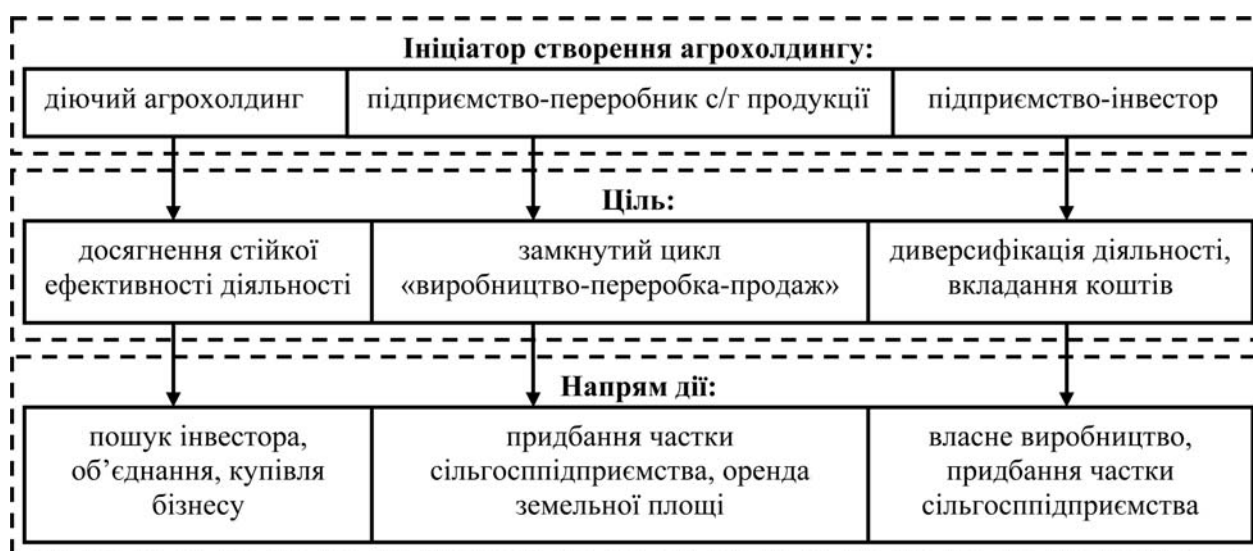 Ініціатор створення агрохолдингу:
діючий агрохолдинг
підприємство-переробник с/г продукції
підприємство-інвестор
Ціль:
досягнення стійкої
ефективності діяльності
замкнутий цикл
«виробництво-переробка-продаж»
диверсифікація діяльності,
вкладання коштів
Напрям дії:
пошук інвестора,
об’єднання, купівля
бізнесу
придбання частки
сільгосппідприємства, оренда
земельної площі
власне виробництво,
придбання частки
сільгосппідприємства